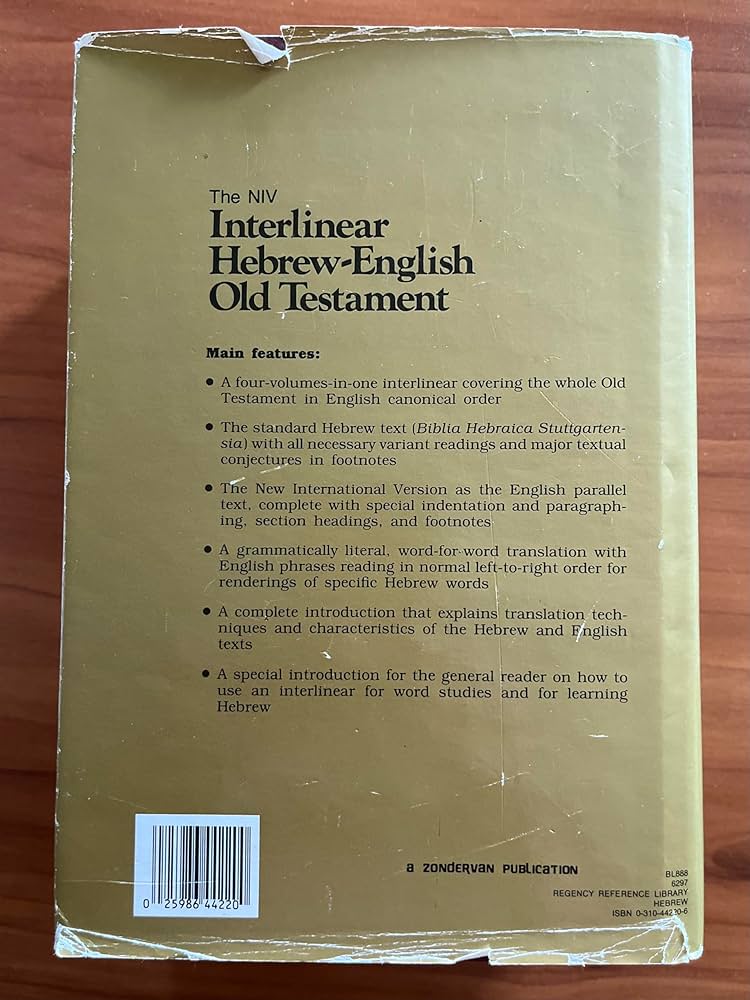 The NIV
Interlinear
Hebrew-English
Old Testament
Main features:
• A four-volumes-in-one interlinear covering the whole Old
Testament in English canonical order
• The standard Hebrew text (Biblia Hebraica Stuttgarten-
sia) with all necessary variant readings and major textual
conjectures in footnotes
• The New International Version as the English parallel
text, complete with special indentation and paragraph-
ing, section headings, and footnotes
• A grammatically literal, word-for-word translation with
English phrases reading in normal left-to-right order for
renderings of specific Hebrew words
• A complete introduction that explains translation tech-
niques and characteristics of the Hebrew and English
texts
• A special introduction for the general reader on how to
use an interlinear for word studies and for learning
Hebrew
0 25986 44220
a ZONDERVAN PUBLICATION
BL888
6297
REGENCY REFERENCE LIBRARY
HEBREW
ISBN 0-310-44220-6